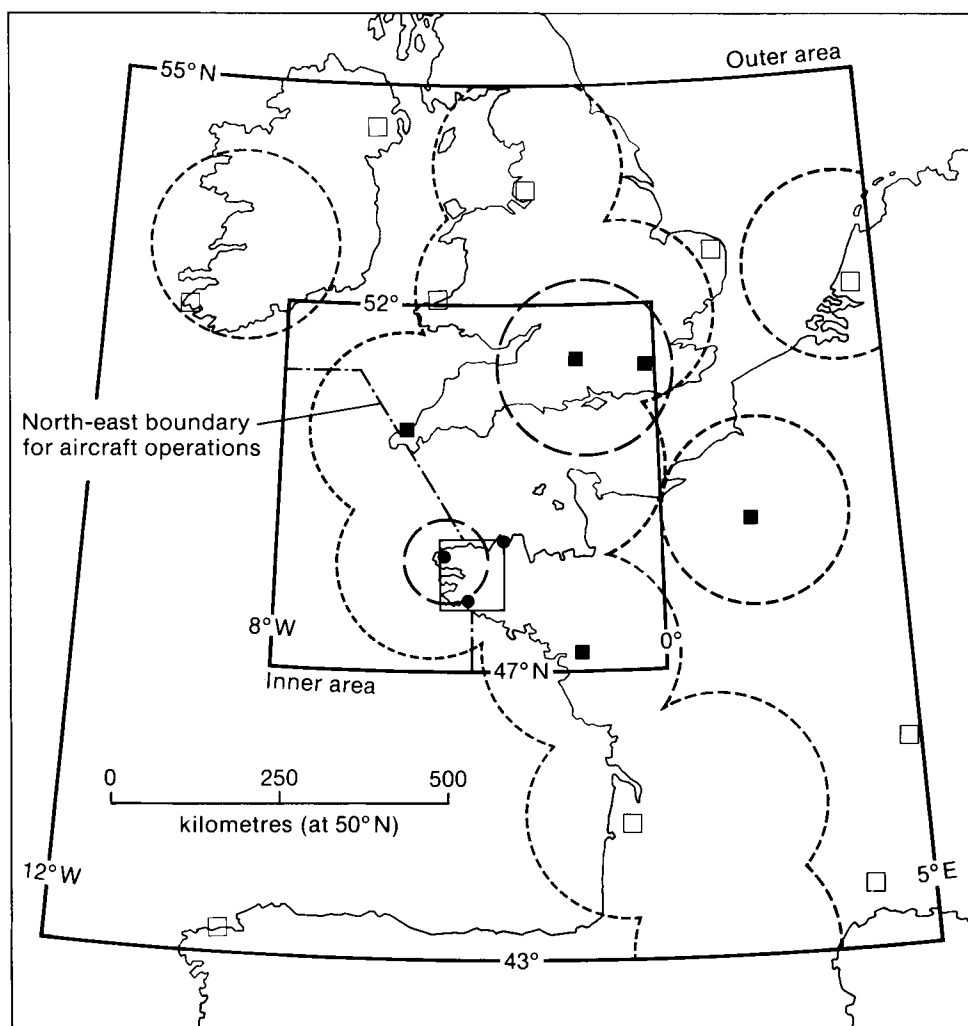 Outer area
55°N
52°
North-east boundary
for aircraft operations
8°W
0°
47°N
Inner area
0 250 500
kilometres (at 50°N)
12°W
5°E
43°